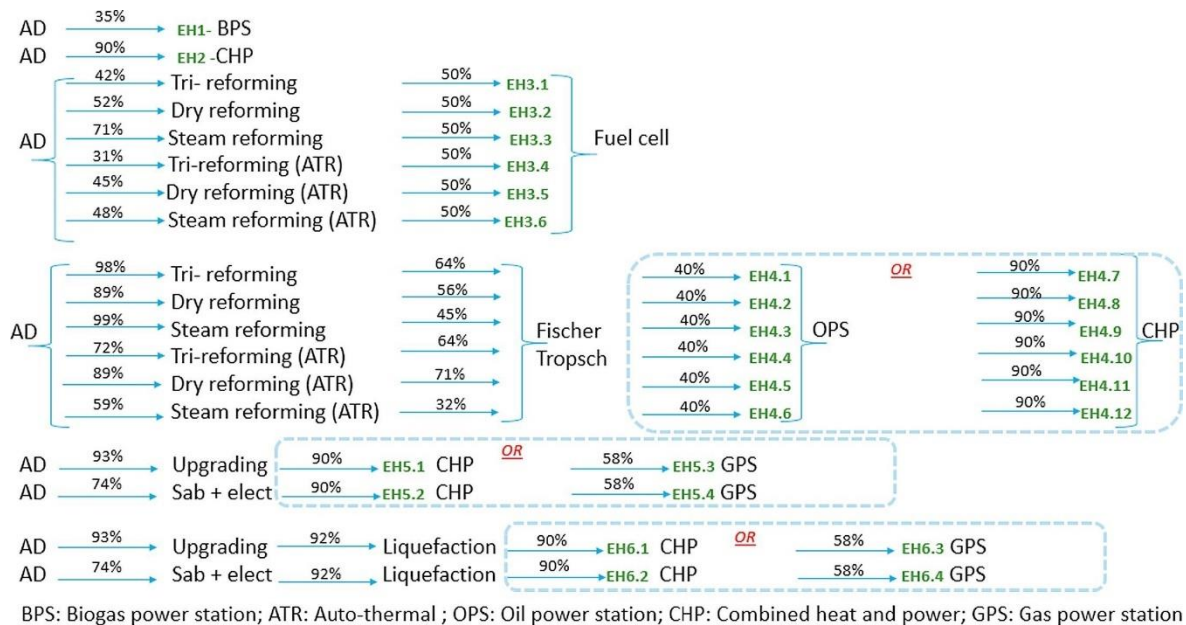 AD 35% EH1- BPS
AD 90% EH2 -CHP
42% Tri- reforming 50% EH3.1
52% Dry reforming 50% EH3.2
AD 71% Steam reforming 50% EH3.3 Fuel cell
31% Tri-reforming (ATR) 50% EH3.4
45% Dry reforming (ATR) 50% EH3.5
48% Steam reforming (ATR) 50% EH3.6
98% Tri- reforming 64% 40% EH4.1 OR 90% EH4.7
89% Dry reforming 56% 40% EH4.2 90% EH4.8
AD 99% Steam reforming 45% Fischer 40% EH4.3 OPS 90% EH4.9 CHP
72% Tri-reforming (ATR) 64% Tropsch 40% EH4.4 90% EH4.10
89% Dry reforming (ATR) 71% 40% EH4.5 90% EH4.11
59% Steam reforming (ATR) 32% 40% EH4.6 90% EH4.12
OR
AD 93% Upgrading 90% EH5.1 CHP 58% EH5.3 GPS
AD 74% Sab + elect 90% EH5.2 CHP 58% EH5.4 GPS
AD 93% Upgrading 92% Liquefaction 90% EH6.1 CHP OR 58% EH6.3 GPS
AD 74% Sab + elect 92% Liquefaction 90% EH6.2 CHP 58% EH6.4 GPS
BPS: Biogas power station; ATR: Auto-thermal ; OPS: Oil power station; CHP: Combined heat and power; GPS: Gas power station